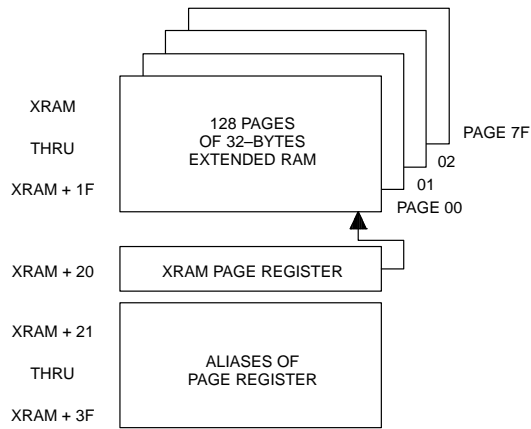 XRAM
THRU
XRAM + 1F
128 PAGES
OF 32–BYTES
EXTENDED RAM
PAGE 7F
02
01
PAGE 00
XRAM + 20
XRAM PAGE REGISTER
XRAM + 21
THRU
XRAM + 3F
ALIASES OF
PAGE REGISTER